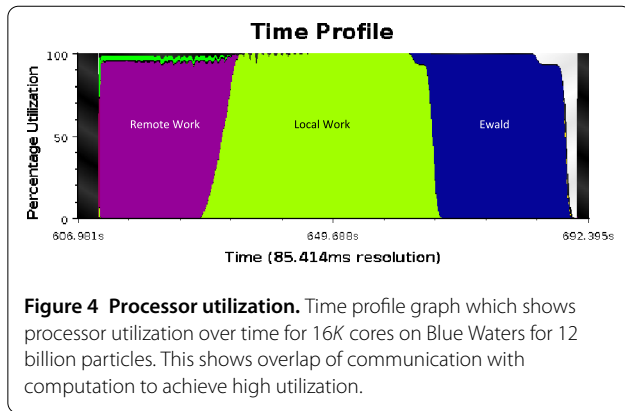 Time Profile
100
50
0
Percentage Utilization
Remote Work
Local Work
Ewald
606.981s
649.688s
692.395s
Time (85.414ms resolution)
Figure 4 Processor utilization. Time profile graph which shows
processor utilization over time for 16K cores on Blue Waters for 12
billion particles. This shows overlap of communication with
computation to achieve high utilization.